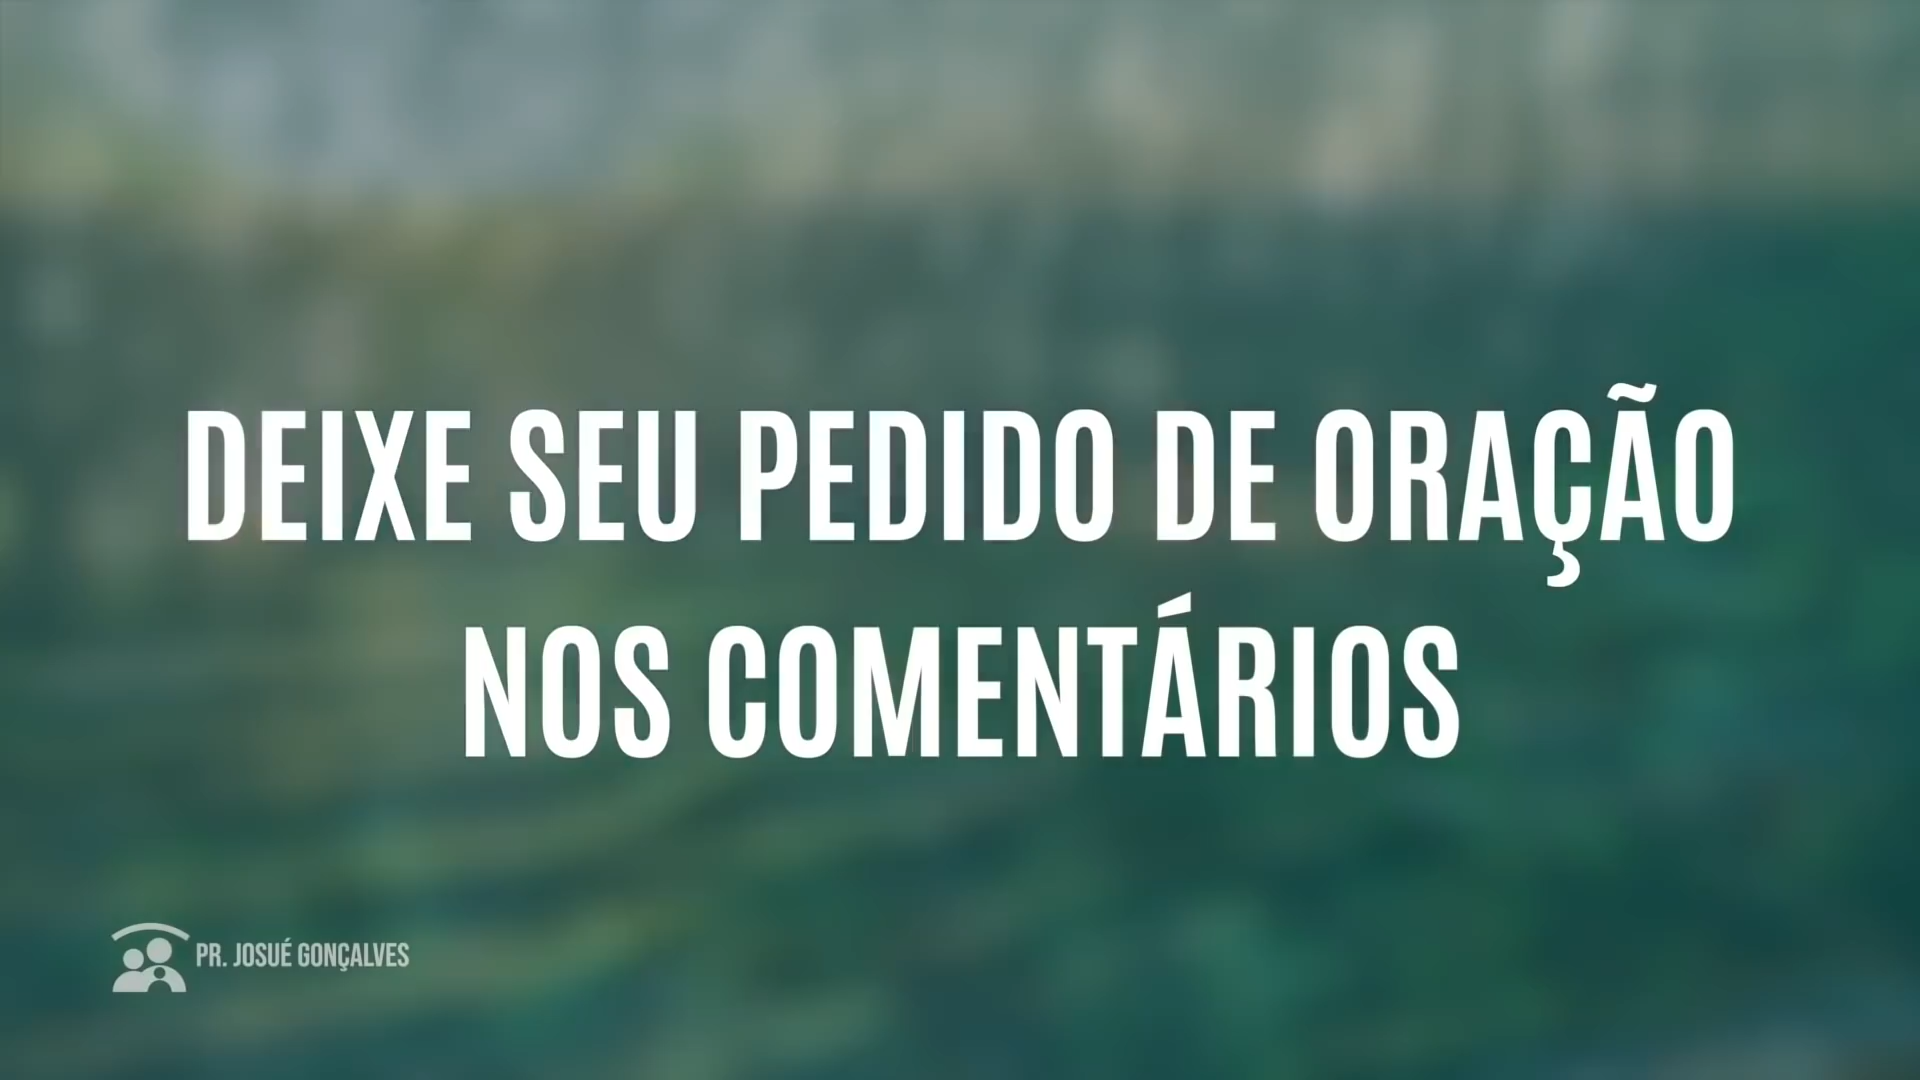 DEIXE SEU PEDIDO DE ORAÇÃO
NOS COMENTÁRIOS
PR. JOSUÉ GONÇALVES